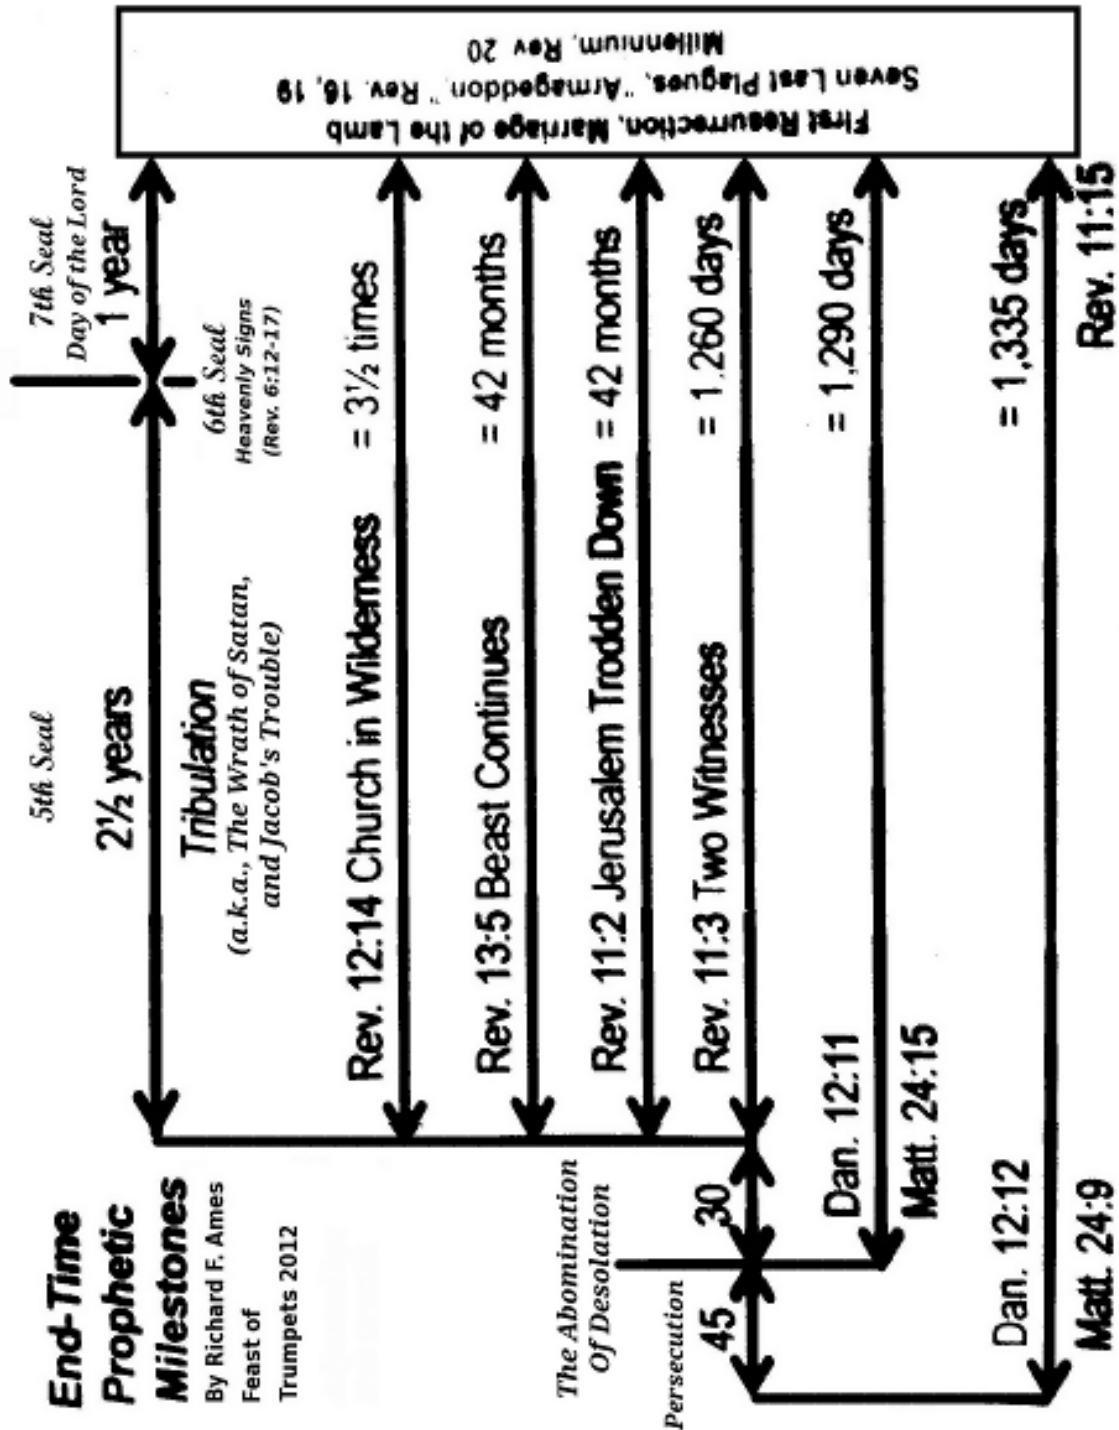 End-Time
Prophetic
Milestones
By Richard F. Ames
Feast of
Trumpets 2012
5th Seal
2½ years
Tribulation
(a.k.a., The Wrath of Satan,
and Jacob's Trouble)
7th Seal
Day of the Lord
1 year
6th Seal
Heavenly Signs
(Rev. 6:12-17)
Rev. 12:14 Church in Wilderness = 3½ times
Rev. 13:5 Beast Continues = 42 months
Rev. 11:2 Jerusalem Trodden Down = 42 months
Rev. 11:3 Two Witnesses = 1,260 days
The Abomination
Of Desolation
Persecution
45
30
Dan. 12:11 = 1,290 days
Matt. 24:15
Dan. 12:12 = 1,335 days
Matt. 24:9
Rev. 11:15
First Resurrection, Marriage of the Lamb
Seven Last Plagues, "Armageddon," Rev. 16, 19
Millennium, Rev 20